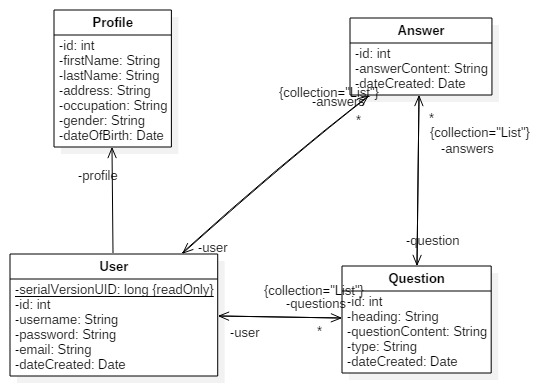 Profile
-id: int
-firstName: String
-lastName: String
-address: String
-occupation: String
-gender: String
-dateOfBirth: Date
Answer
-id: int
-answerContent: String
-dateCreated: Date
{collection="List"}
-answers
*
*
{collection="List"}
-answers
-profile
-user
-question
User
-serialVersionUID: long {readOnly}
-id: int
-username: String
-password: String
-email: String
-dateCreated: Date
{collection="List"}
-questions
-user
*
Question
-id: int
-heading: String
-questionContent: String
-type: String
-dateCreated: Date